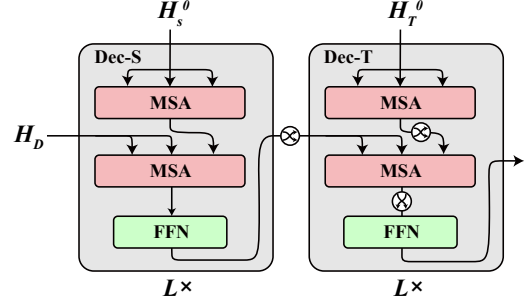 H_s^0 H_T^0
Dec-S Dec-T
MSA MSA
H_D
MSA MSA
FFN FFN
L× L×